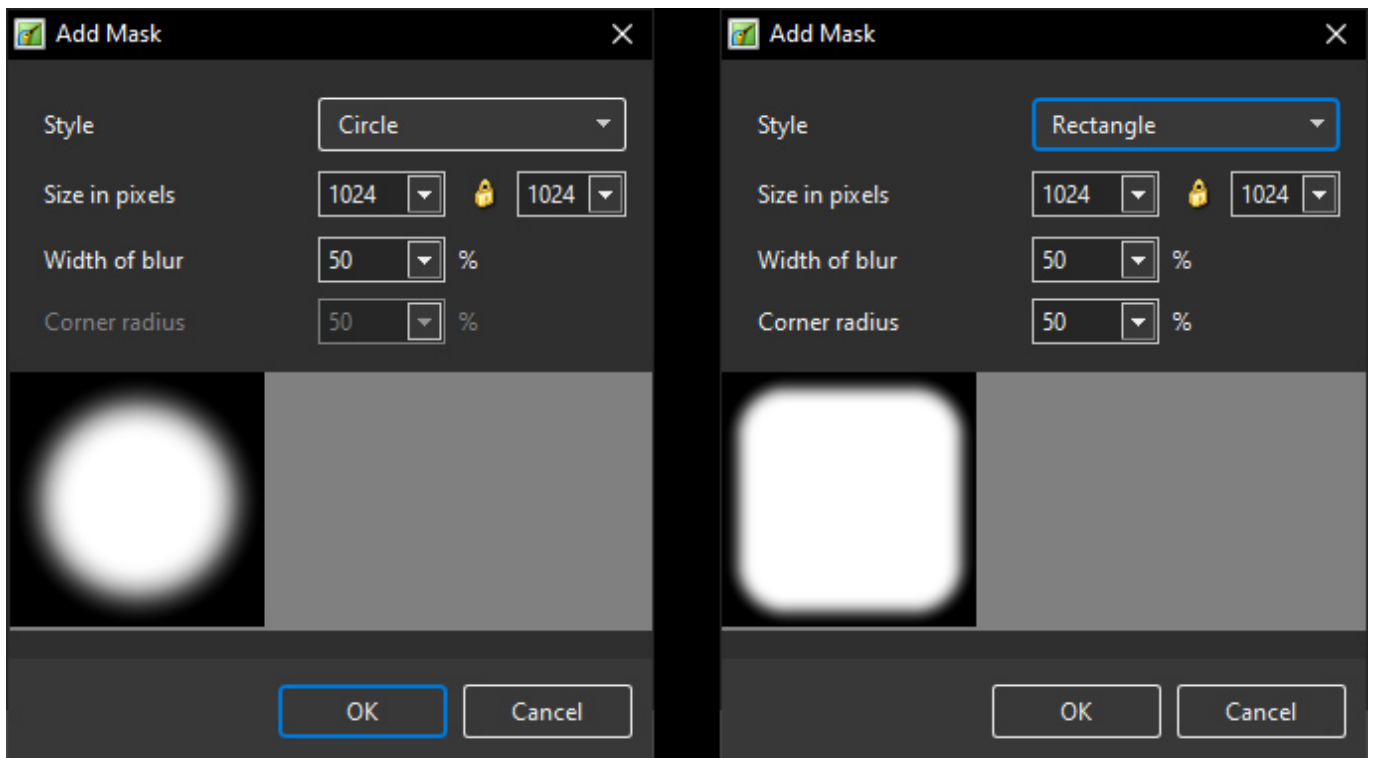 Add Mask
Style Circle
Size in pixels 1024 1024
Width of blur 50 %
Corner radius 50 %
OK Cancel
Add Mask
Style Rectangle
Size in pixels 1024 1024
Width of blur 50 %
Corner radius 50 %
OK Cancel